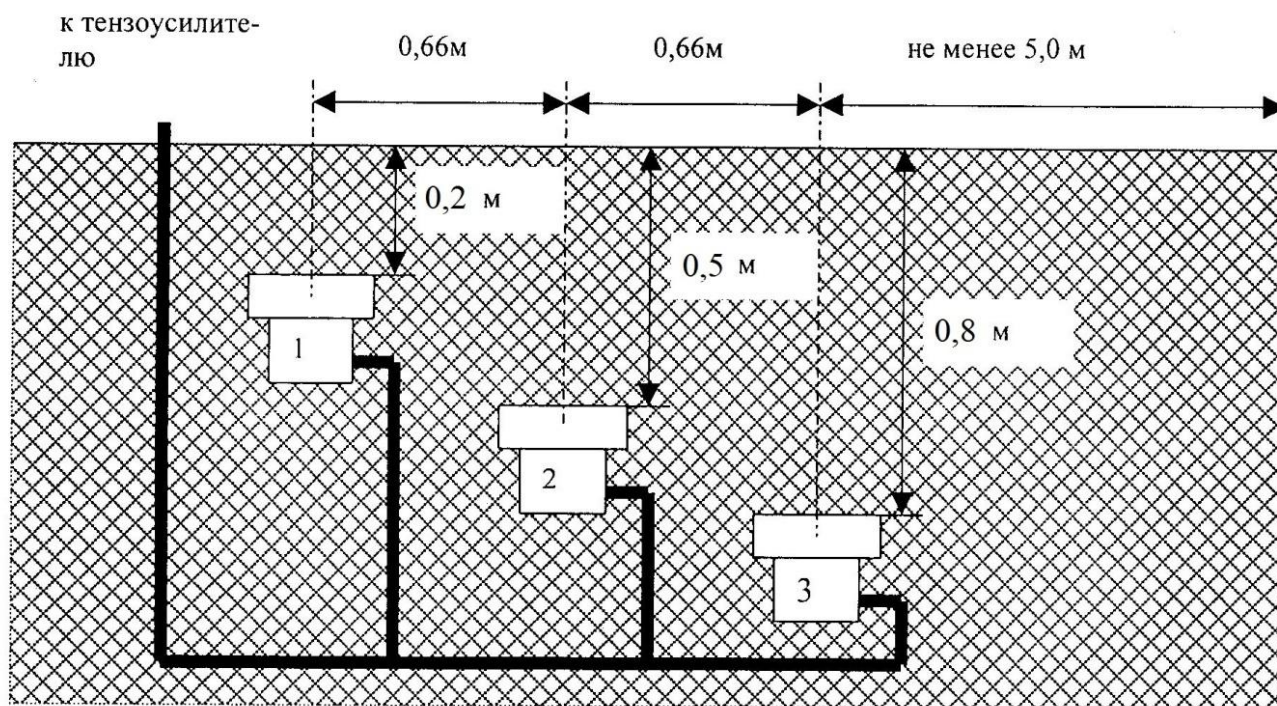 к тензоусилите-
лю
0,66м
0,66м
не менее 5,0 м
0,2 м
0,5 м
0,8 м
1
2
3